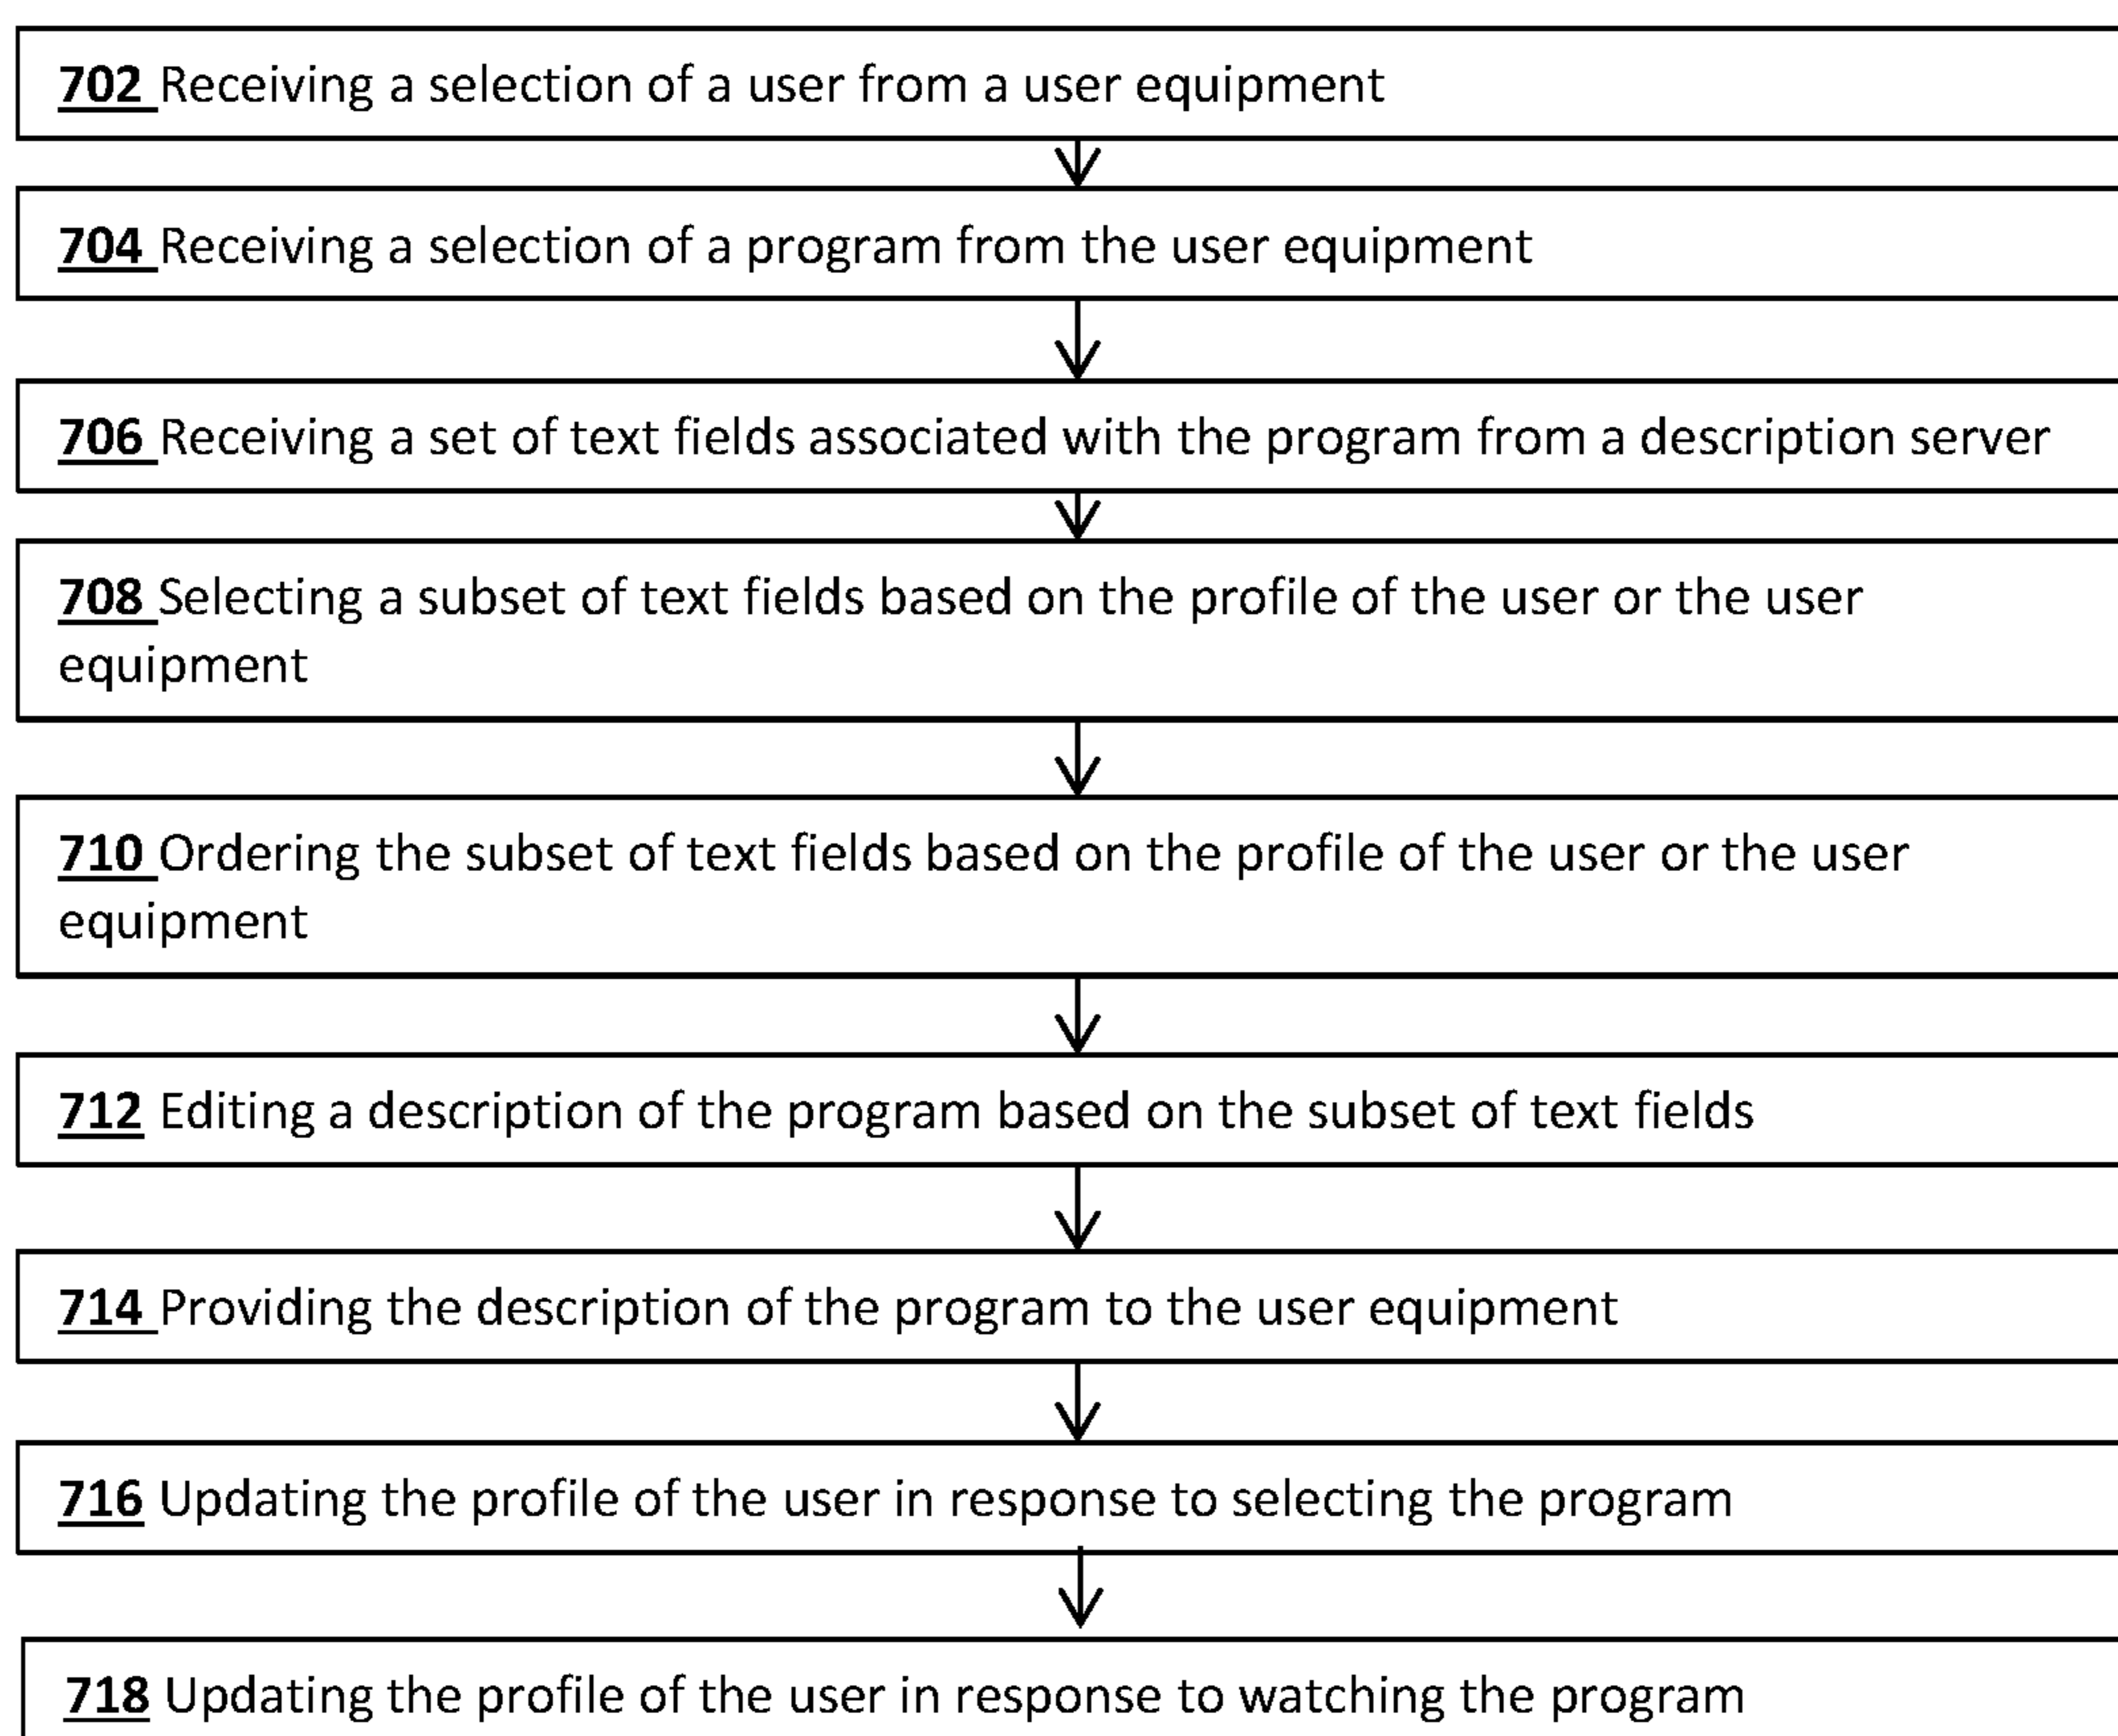 702 Receiving a selection of a user from a user equipment
704 Receiving a selection of a program from the user equipment
706 Receiving a set of text fields associated with the program from a description server
708 Selecting a subset of text fields based on the profile of the user or the user
equipment
710 Ordering the subset of text fields based on the profile of the user or the user
equipment
712 Editing a description of the program based on the subset of text fields
714 Providing the description of the program to the user equipment
716 Updating the profile of the user in response to selecting the program
718 Updating the profile of the user in response to watching the program